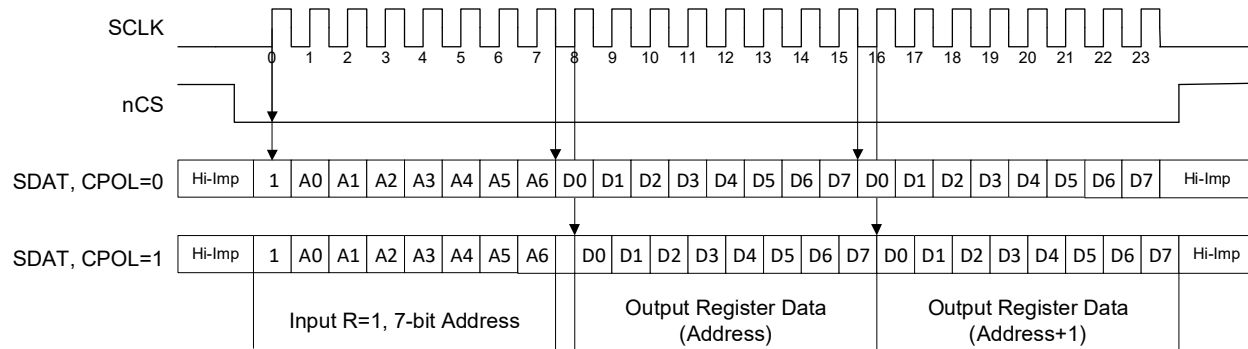 SCLK
0 1 2 3 4 5 6 7 8 9 10 11 12 13 14 15 16 17 18 19 20 21 22 23
nCS
SDAT, CPOL=0 Hi-Imp 1 A0 A1 A2 A3 A4 A5 A6 D0 D1 D2 D3 D4 D5 D6 D7 D0 D1 D2 D3 D4 D5 D6 D7 Hi-Imp
SDAT, CPOL=1 Hi-Imp 1 A0 A1 A2 A3 A4 A5 A6 D0 D1 D2 D3 D4 D5 D6 D7 D0 D1 D2 D3 D4 D5 D6 D7 Hi-Imp
Input R=1, 7-bit Address
Output Register Data
(Address)
Output Register Data
(Address+1)